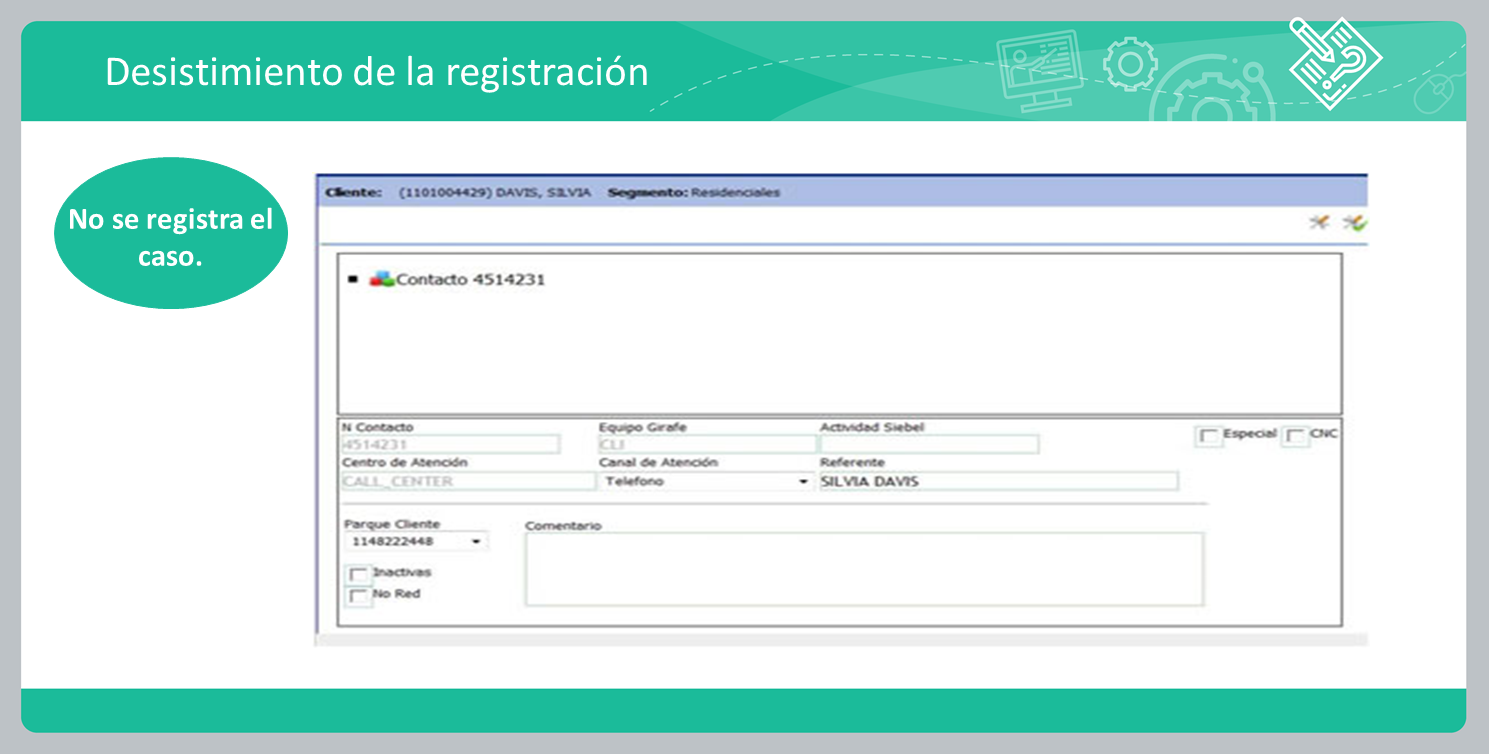 Desistimiento de la registración
No se registra el
caso.
Cliente: (1101004429) DAVIS, SILVIA Segmento: Residenciales
Contacto 4514231
N Contacto Equipo Girafe Actividad Siebel
4514231 CLI Especial CNC
Centro de Atención Canal de Atención Referente
CALL_CENTER Telefono SILVIA DAVIS
Parque Cliente Comentario
1148222448
Inactivas
No Red